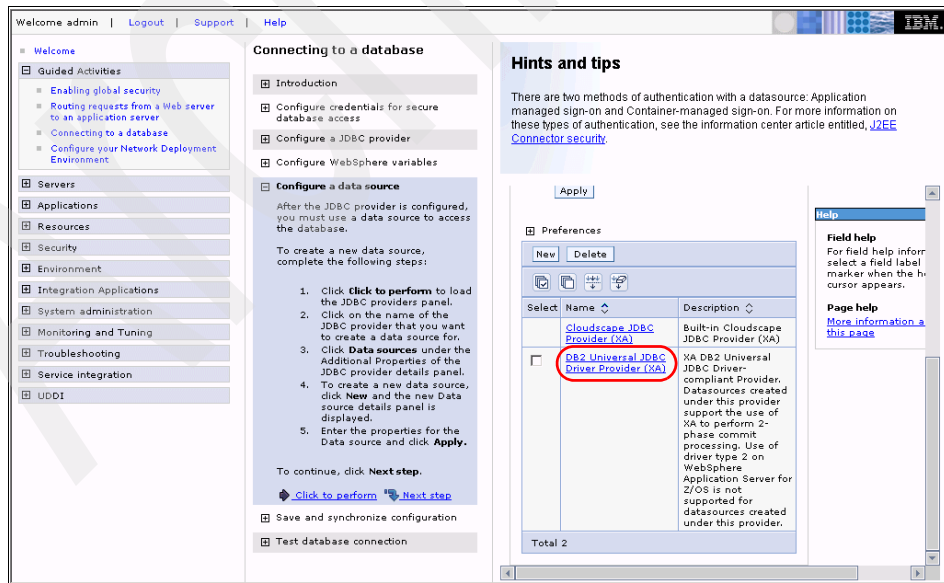 Welcome admin | Logout | Support | Help
IBM.
Welcome
Guided Activities
Enabling global security
Routing requests from a Web server
to an application server
Connecting to a database
Configure your Network Deployment
Environment
Servers
Applications
Resources
Security
Environment
Integration Applications
System administration
Monitoring and Tuning
Troubleshooting
Service integration
UDDI
Connecting to a database
Introduction
Configure credentials for secure
database access
Configure a JDBC provider
Configure WebSphere variables
Configure a data source
After the JDBC provider is configured,
you must use a data source to access
the database.
To create a new data source,
complete the following steps:
1. Click Click to perform to load
the JDBC providers panel.
2. Click on the name of the
JDBC provider that you want
to create a data source for.
3. Click Data sources under the
Additional Properties of the
JDBC provider details panel.
4. To create a new data source,
click New and the new Data
source details panel is
displayed.
5. Enter the properties for the
Data source and click Apply.
To continue, click Next step.
Click to perform Next step
Save and synchronize configuration
Test database connection
Hints and tips
There are two methods of authentication with a datasource: Application
managed sign-on and Container-managed sign-on. For more information on
these types of authentication, see the information center article entitled, J2EE
Connector security.
Apply
Preferences
New Delete
Select Name Description
Cloudscape JDBC
Provider (XA)
Built-in Cloudscape
JDBC Provider (XA)
DB2 Universal JDBC
Driver Provider (XA)
XA DB2 Universal
JDBC Driver-
compliant Provider.
Datasources created
under this provider
support the use of
XA to perform 2-
phase commit
processing. Use of
driver type 2 on
WebSphere
Application Server for
Z/OS is not
supported for
datasources created
under this provider.
Total 2
Help
Field help
For field help inforr
select a field label
marker when the h
cursor appears.
Page help
More information a
this page